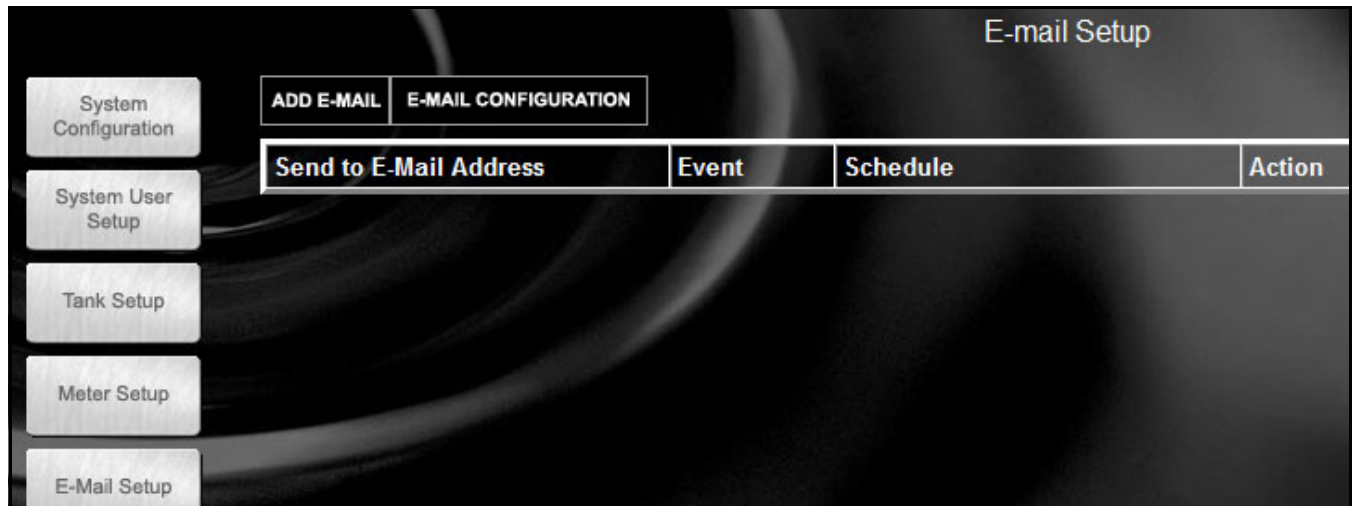 E-mail Setup
System
Configuration
ADD E-MAIL
E-MAIL CONFIGURATION
Send to E-Mail Address
Event
Schedule
Action
System User
Setup
Tank Setup
Meter Setup
E-Mail Setup